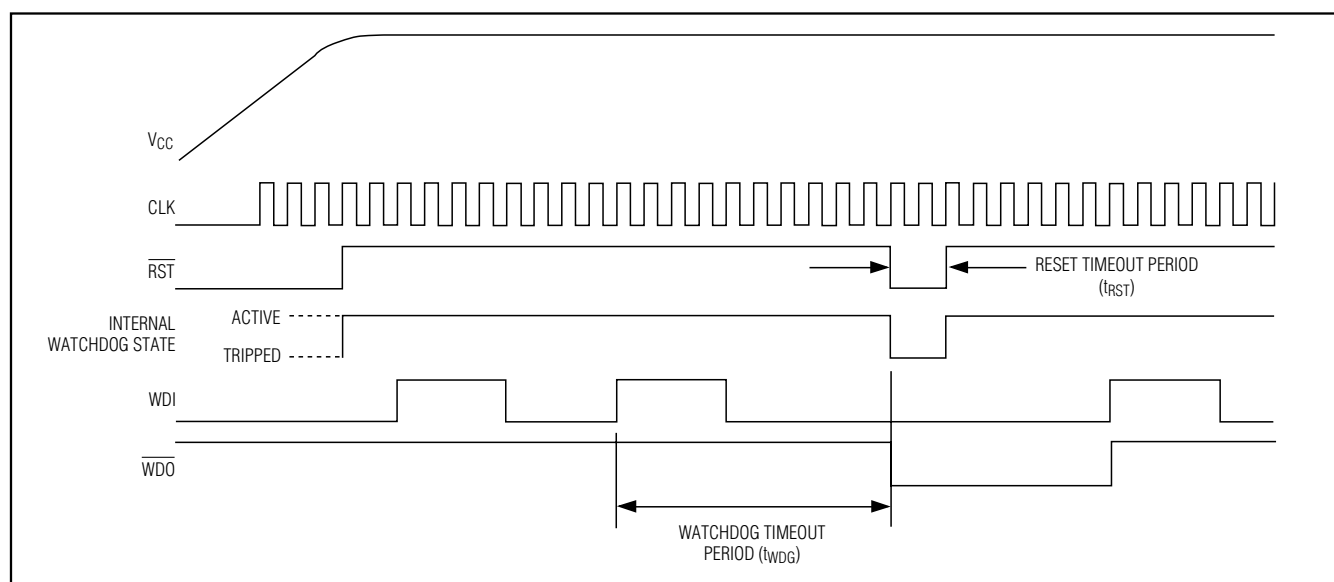 VCC
CLK
RST
RESET TIMEOUT PERIOD
(tRST)
INTERNAL
WATCHDOG STATE
ACTIVE
TRIPPED
WDI
WDO
WATCHDOG TIMEOUT
PERIOD (tWDG)